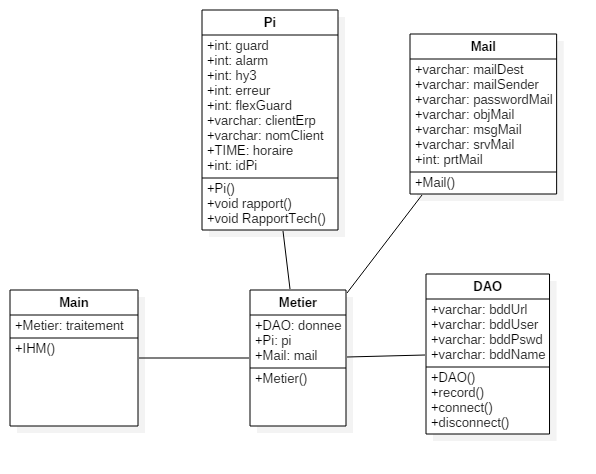 Pi
+int: guard
+int: alarm
+int: hy3
+int: erreur
+int: flexGuard
+varchar: clientErp
+varchar: nomClient
+TIME: horaire
+int: idPi
+Pi()
+void rapport()
+void RapportTech()
Mail
+varchar: mailDest
+varchar: mailSender
+varchar: passwordMail
+varchar: objMail
+varchar: msgMail
+varchar: srvMail
+int: prtMail
+Mail()
Main
+Metier: traitement
+IHM()
Metier
+DAO: donnee
+Pi: pi
+Mail: mail
+Metier()
DAO
+varchar: bddUrl
+varchar: bddUser
+varchar: bddPswd
+varchar: bddName
+DAO()
+record()
+connect()
+disconnect()